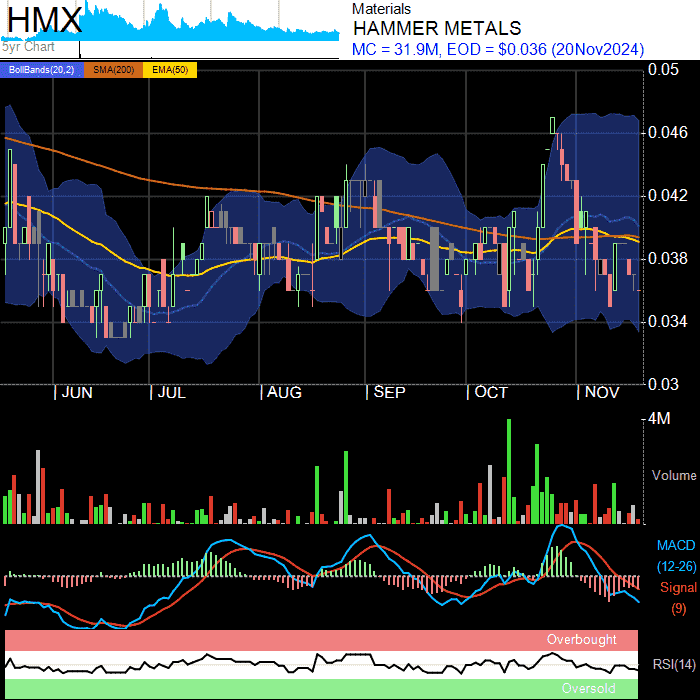 HMX
5yr Chart
Materials
HAMMER METALS
MC = 31.9M, EOD = $0.036 (20Nov2024)
BollBands(20,2) SMA(200) EMA(50)
0.05
0.046
0.042
0.038
0.034
0.03
JUN JUL AUG SEP OCT NOV
4M
Volume
MACD
(12-26)
Signal
(9)
Overbought
RSI(14)
Oversold